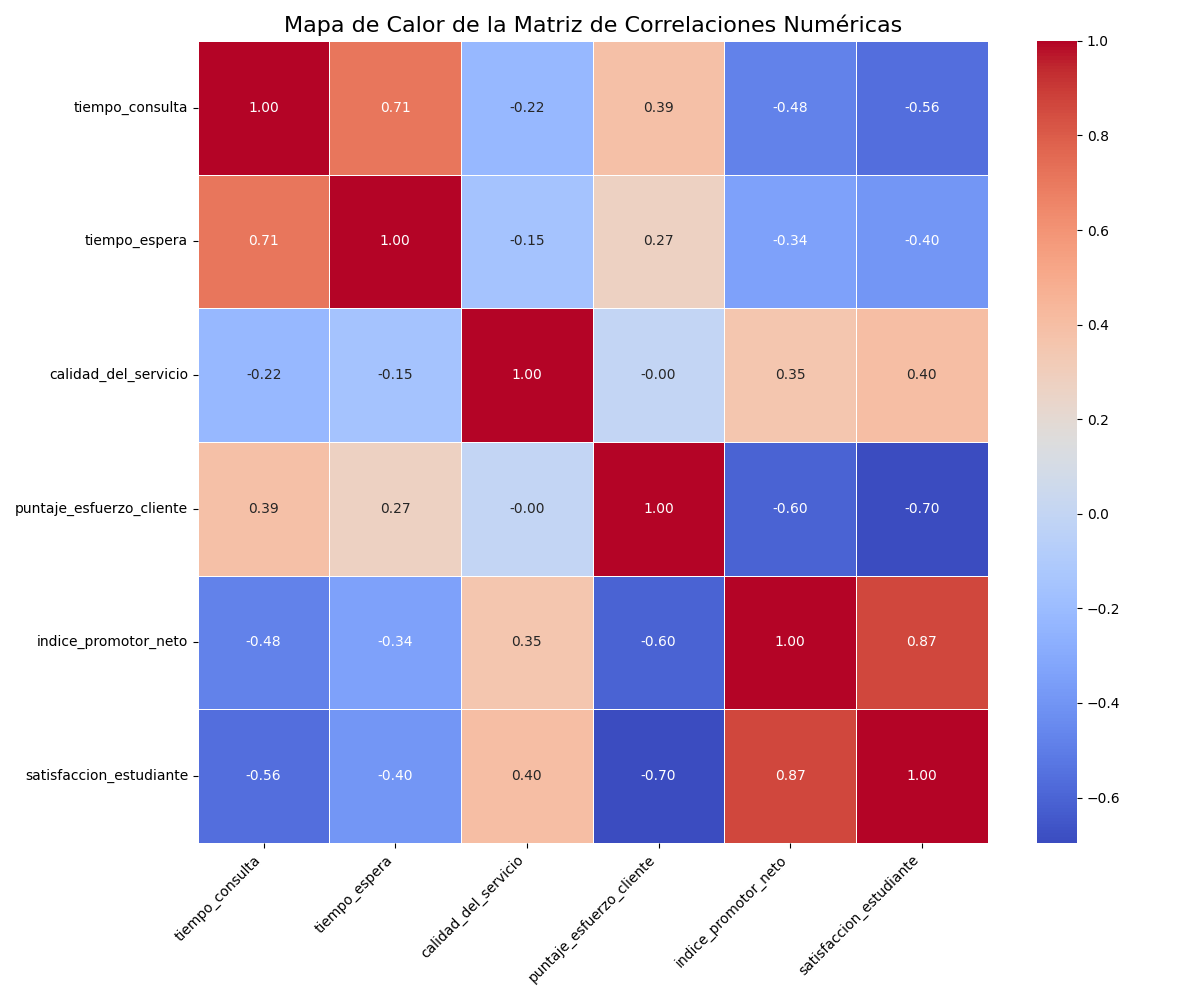 Mapa de Calor de la Matriz de Correlaciones Numéricas
tiempo_consulta 1.00 0.71 -0.22 0.39 -0.48 -0.56
tiempo_espera 0.71 1.00 -0.15 0.27 -0.34 -0.40
calidad_del_servicio -0.22 -0.15 1.00 -0.00 0.35 0.40
puntaje_esfuerzo_cliente 0.39 0.27 -0.00 1.00 -0.60 -0.70
indice_promotor_neto -0.48 -0.34 0.35 -0.60 1.00 0.87
satisfaccion_estudiante -0.56 -0.40 0.40 -0.70 0.87 1.00
tiempo_consulta
tiempo_espera
calidad_del_servicio
puntaje_esfuerzo_cliente
indice_promotor_neto
satisfaccion_estudiante
1.0
0.8
0.6
0.4
0.2
0.0
−0.2
−0.4
−0.6